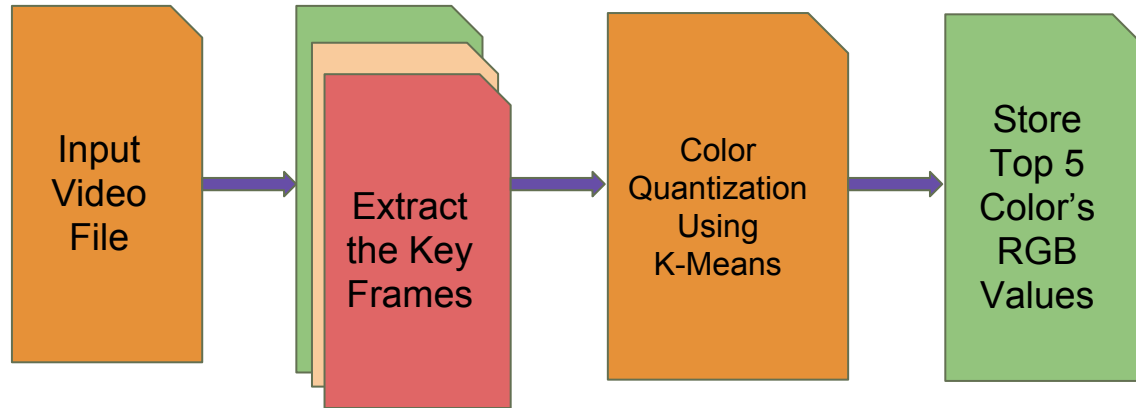 Input
Video
File
Extract
the Key
Frames
Color
Quantization
Using
K-Means
Store
Top 5
Color’s
RGB
Values